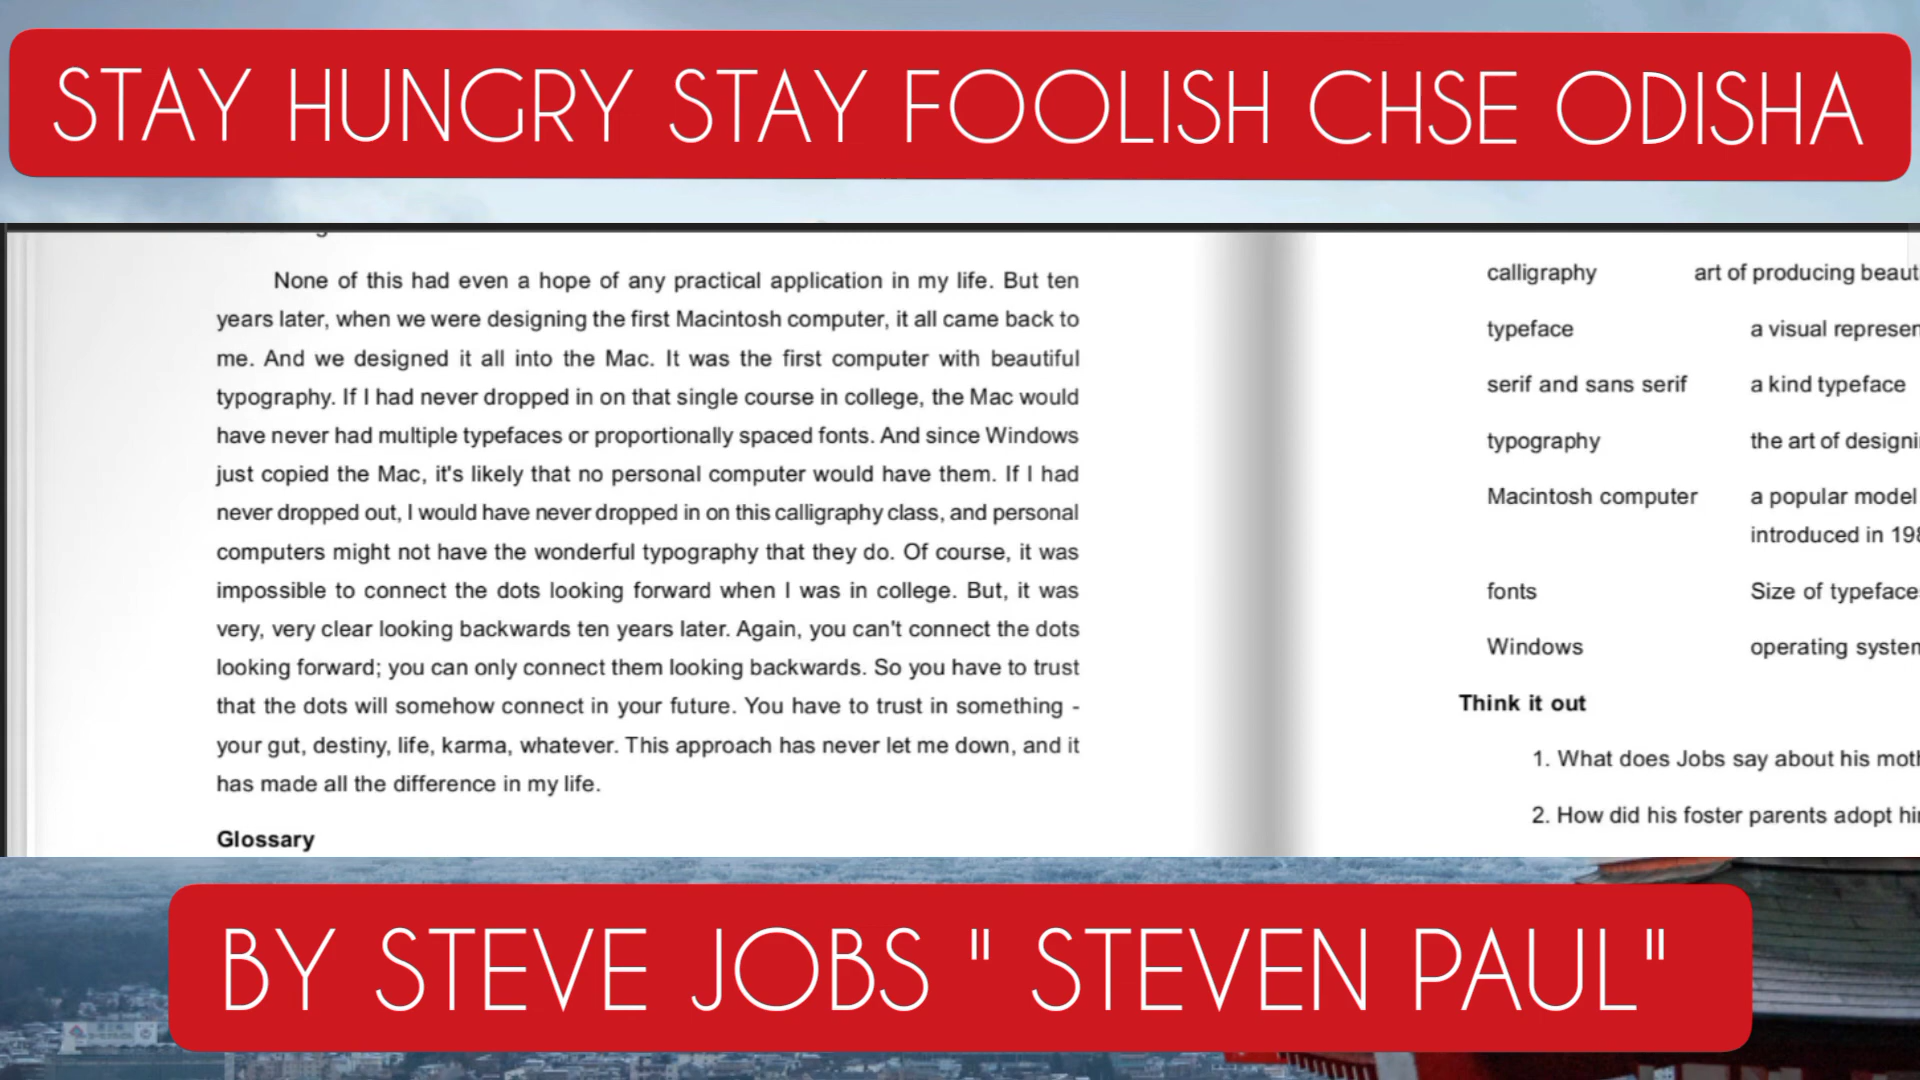 STAY HUNGRY STAY FOOLISH CHSE ODISHA
None of this had even a hope of any practical application in my life. But ten
years later, when we were designing the first Macintosh computer, it all came back to
me. And we designed it all into the Mac. It was the first computer with beautiful
typography. If I had never dropped in on that single course in college, the Mac would
have never had multiple typefaces or proportionally spaced fonts. And since Windows
just copied the Mac, it's likely that no personal computer would have them. If I had
never dropped out, I would have never dropped in on this calligraphy class, and personal
computers might not have the wonderful typography that they do. Of course, it was
impossible to connect the dots looking forward when I was in college. But, it was
very, very clear looking backwards ten years later. Again, you can't connect the dots
looking forward; you can only connect them looking backwards. So you have to trust
that the dots will somehow connect in your future. You have to trust in something -
your gut, destiny, life, karma, whatever. This approach has never let me down, and it
has made all the difference in my life.
Glossary
calligraphy art of producing
typeface a visual
serif and sans serif a kind typeface
typography the art of
Macintosh computer a popular model
introduced in
fonts Size of
Windows operating
Think it out
1. What does Jobs say about his
2. How did his foster parents adopt
BY STEVE JOBS " STEVEN PAUL"